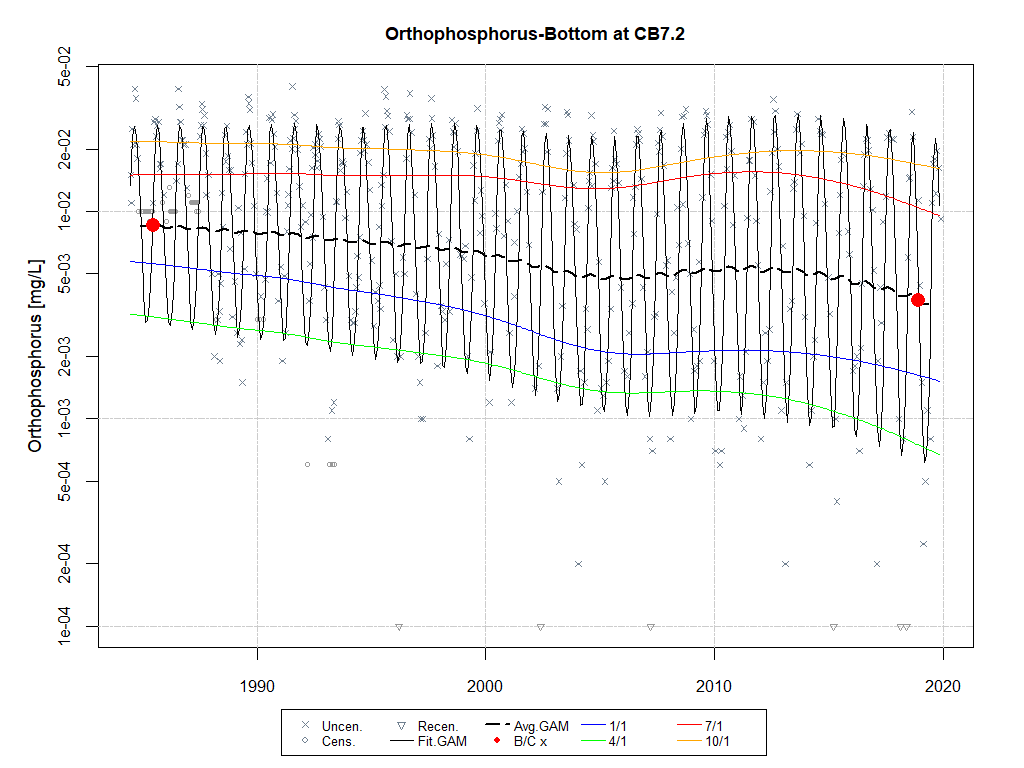 Orthophosphorus-Bottom at CB7.2
Orthophosphorus [mg/L]
5e-02
2e-02
1e-02
5e-03
2e-03
1e-03
5e-04
2e-04
1e-04
1990 2000 2010 2020
Uncen. Recen. Avg.GAM 1/1 7/1
Cens. Fit.GAM B/C x 4/1 10/1